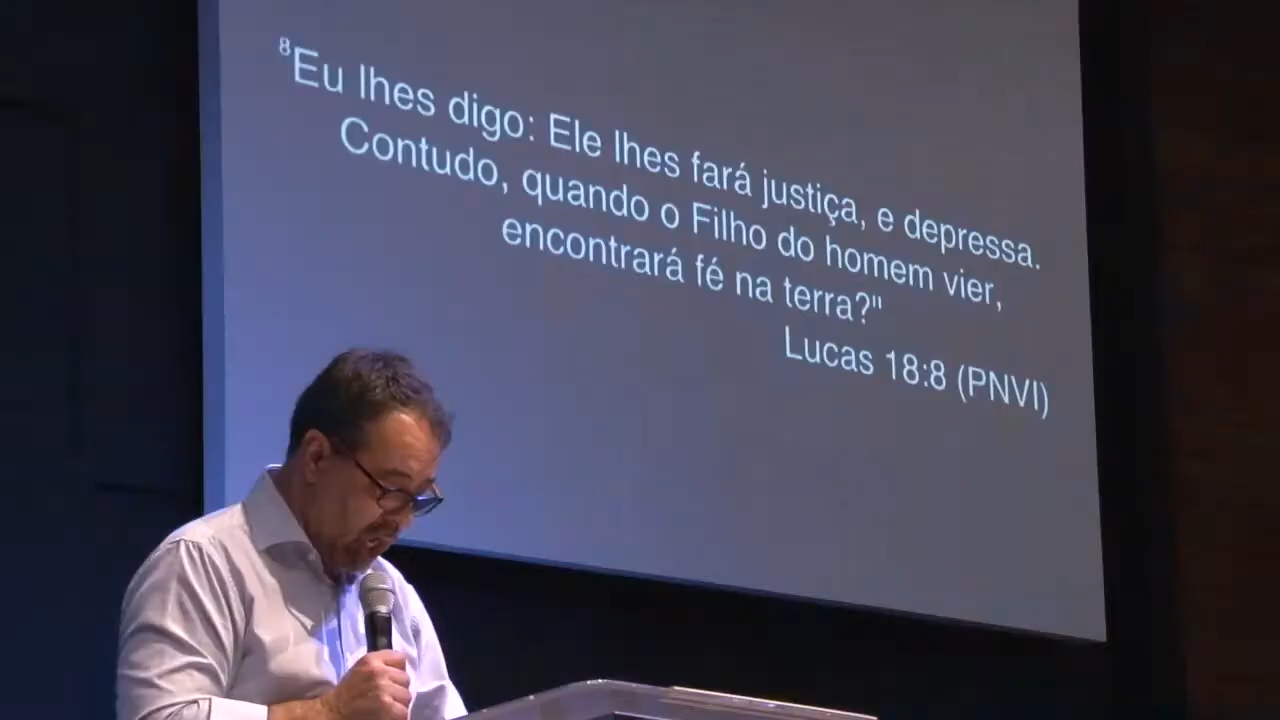 ⁸Eu lhes digo: Ele lhes fará justiça, e depressa.
Contudo, quando o Filho do homem vier,
encontrará fé na terra?"
Lucas 18:8 (PNVI)